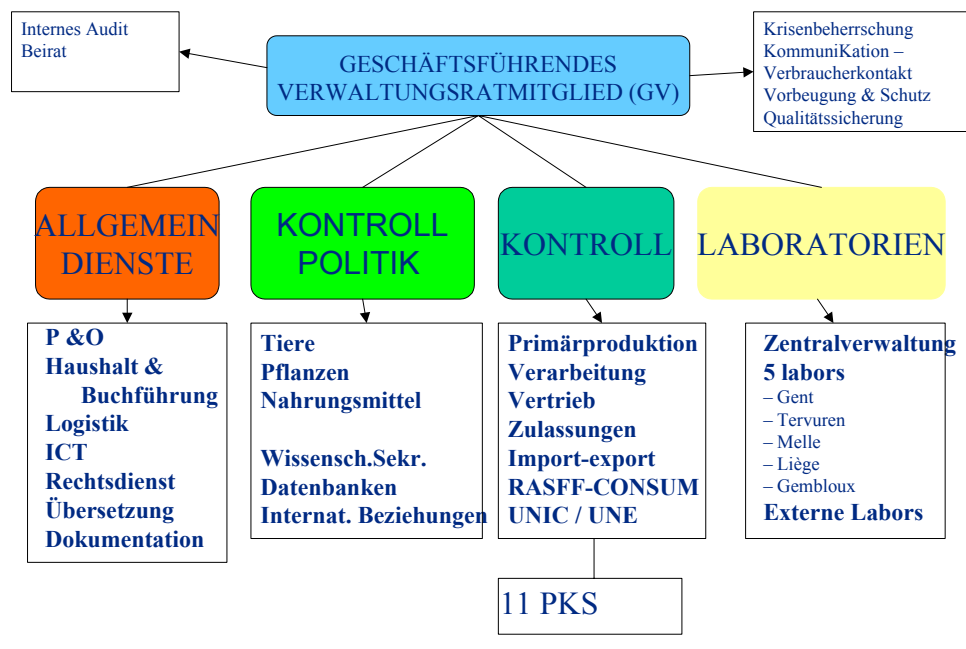 Internes Audit
Beirat
GESCHÄFTSFÜHRENDES
VERWALTUNGSRATMITGLIED (GV)
Krisenbeherrschung
KommuniKation –
Verbraucherkontakt
Vorbeugung & Schutz
Qualitätssicherung
ALLGEMEIN
DIENSTE
KONTROLL
POLITIK
KONTROLL
LABORATORIEN
P &O
Haushalt &
Buchführung
Logistik
ICT
Rechtsdienst
Übersetzung
Dokumentation
Tiere
Pflanzen
Nahrungsmittel
Wissensch.Sekr.
Datenbanken
Internat. Beziehungen
Primärproduktion
Verarbeitung
Vertrieb
Zulassungen
Import-export
RASFF-CONSUM
UNIC / UNE
11 PKS
Zentralverwaltung
5 labors
– Gent
– Tervuren
– Melle
– Liège
– Gembloux
Externe Labors